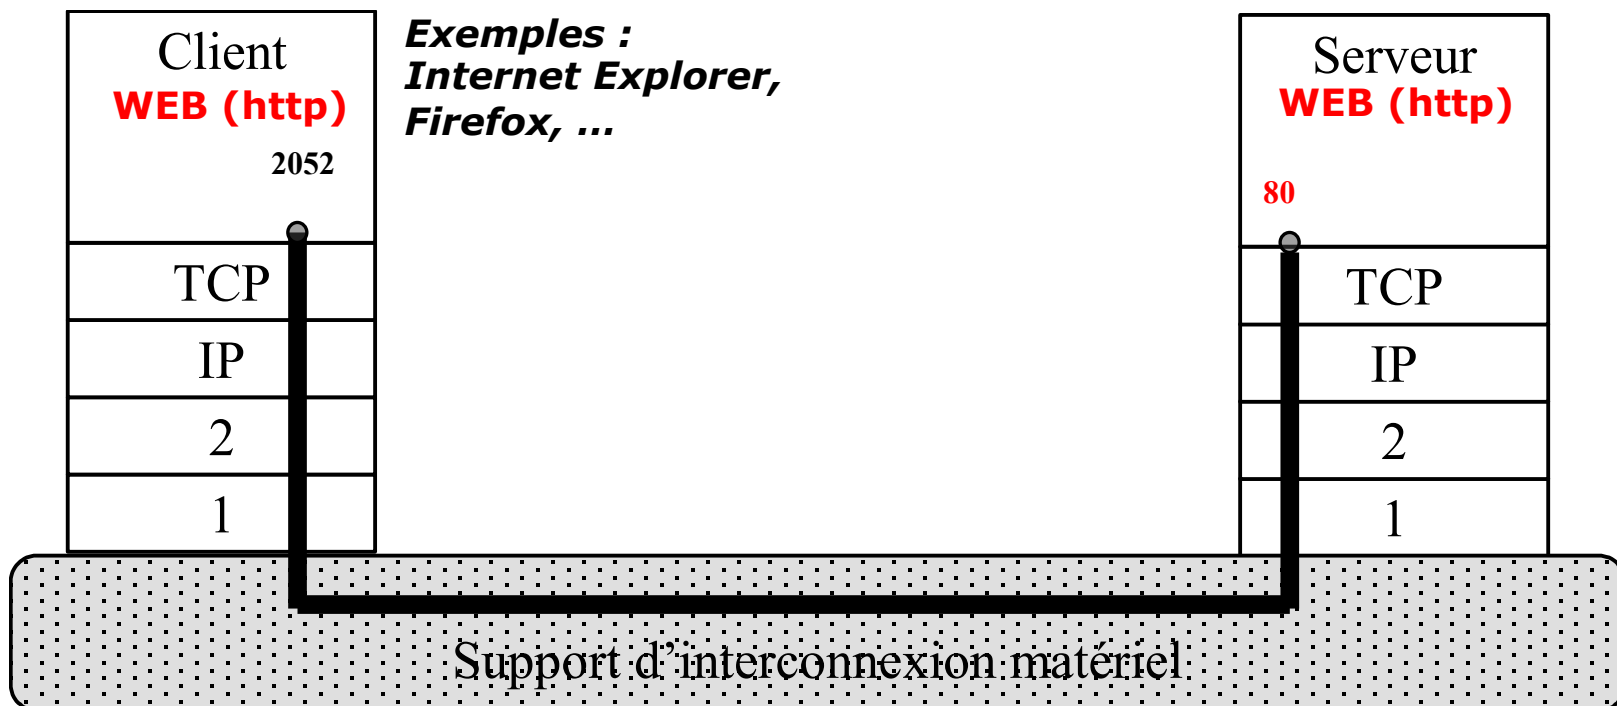 Client
WEB (http)
2052
TCP
IP
2
1
Exemples :
Internet Explorer,
Firefox, ...
Serveur
WEB (http)
80
TCP
IP
2
1
Support d’interconnexion matériel